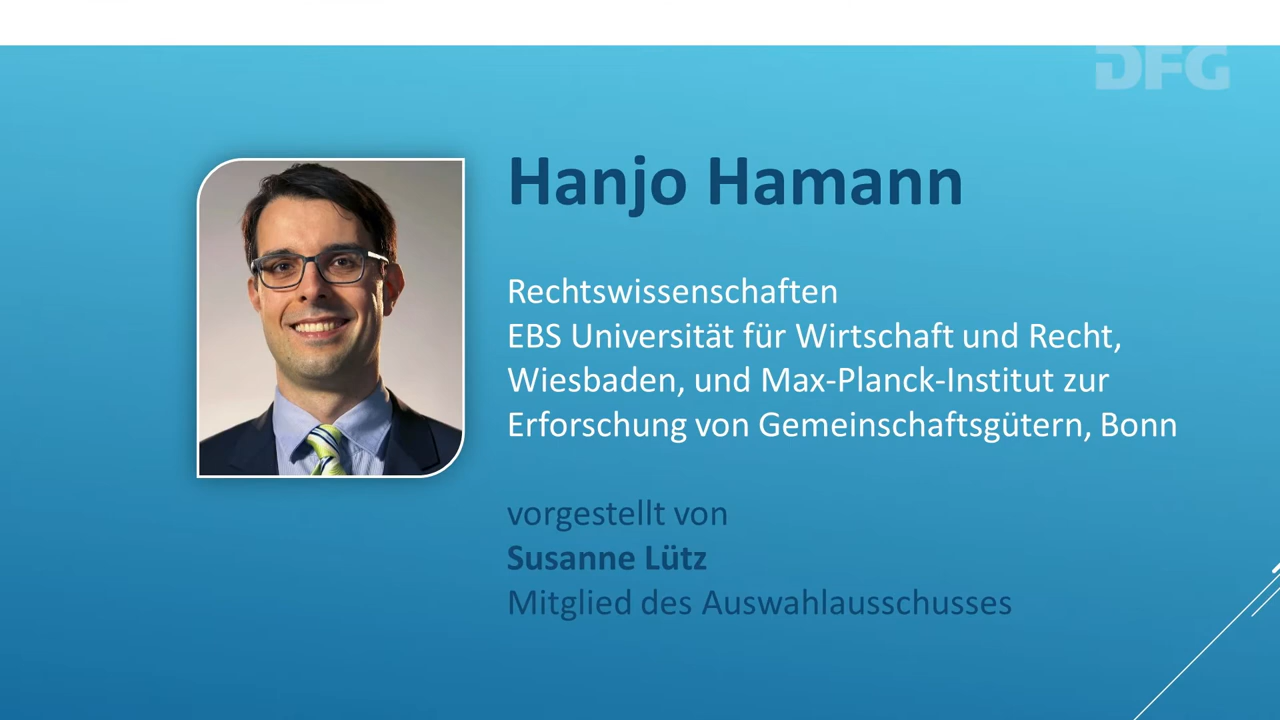 DFG
Hanjo Hamann
Rechtswissenschaften
EBS Universität für Wirtschaft und Recht,
Wiesbaden, und Max-Planck-Institut zur
Erforschung von Gemeinschaftsgütern, Bonn
vorgestellt von
Susanne Lütz
Mitglied des Auswahlausschusses